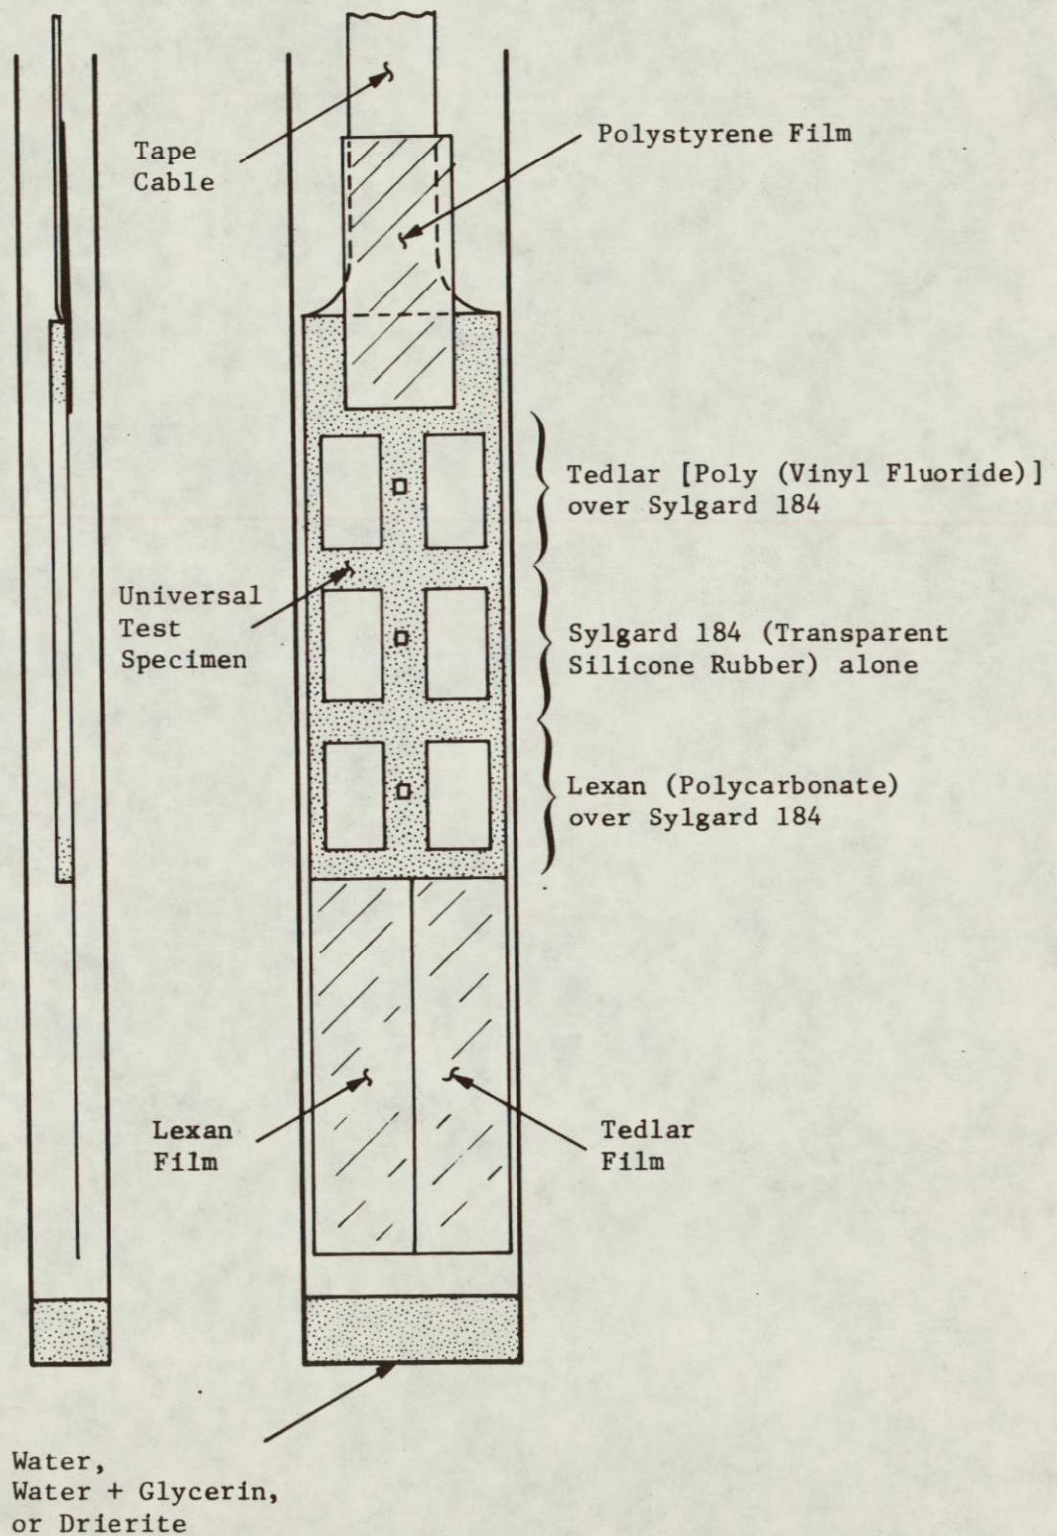 Tape
Cable
Polystyrene Film
Tedlar [Poly (Vinyl Fluoride)]
over Sylgard 184
Universal
Test
Specimen
Sylgard 184 (Transparent
Silicone Rubber) alone
Lexan (Polycarbonate)
over Sylgard 184
Lexan
Film
Tedlar
Film
Water,
Water + Glycerin,
or Drierite